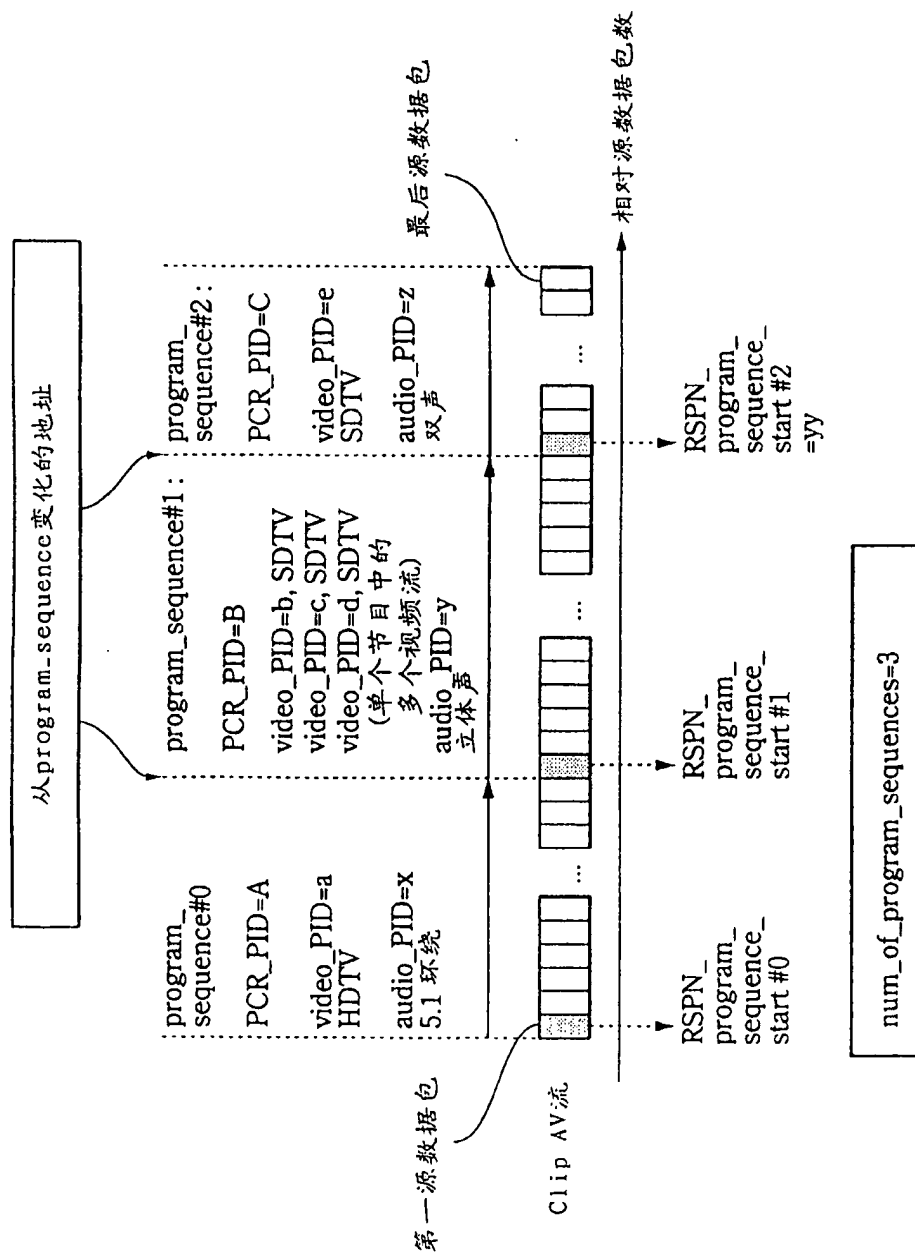 从program_sequence变化的地址
program_
sequence#0
PCR_PID=A
video_PID=a
HDTV
audio_PID=x
5.1 环绕
program_sequence#1:
PCR_PID=B
video_PID=b, SDTV
video_PID=c, SDTV
video_PID=d, SDTV
(单个节目中的
多个视频流)
audio_PID=y
立体声
program_
sequence#2:
PCR_PID=C
video_PID=e
SDTV
audio_PID=z
双声
第一源数据包
最后源数据包
Clip AV流
...
...
...
相对源数据包数
RSPN_
program_
sequence_
start #0
RSPN_
program_
sequence_
start #1
RSPN_
program_
sequence_
start #2
=yy
num_of_program_sequences=3